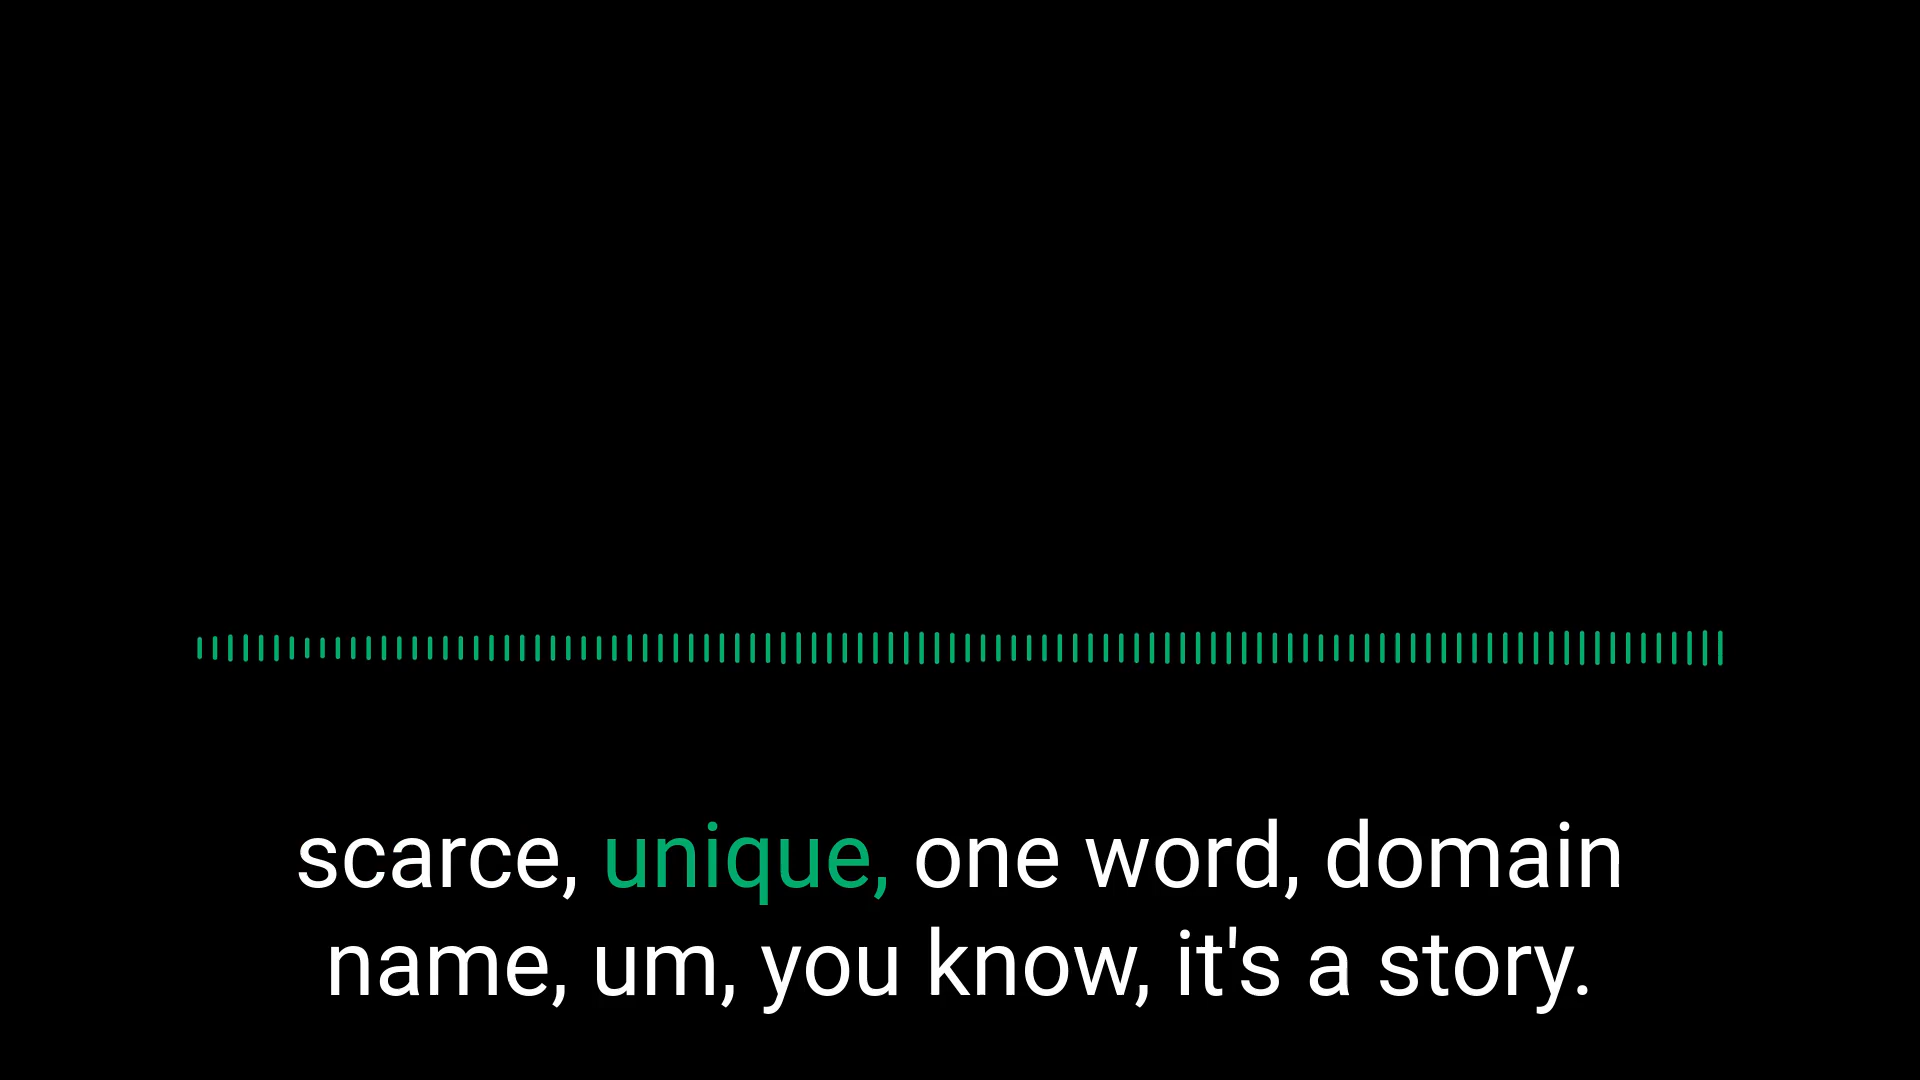 scarce, unique, one word, domain
name, um, you know, it's a story.